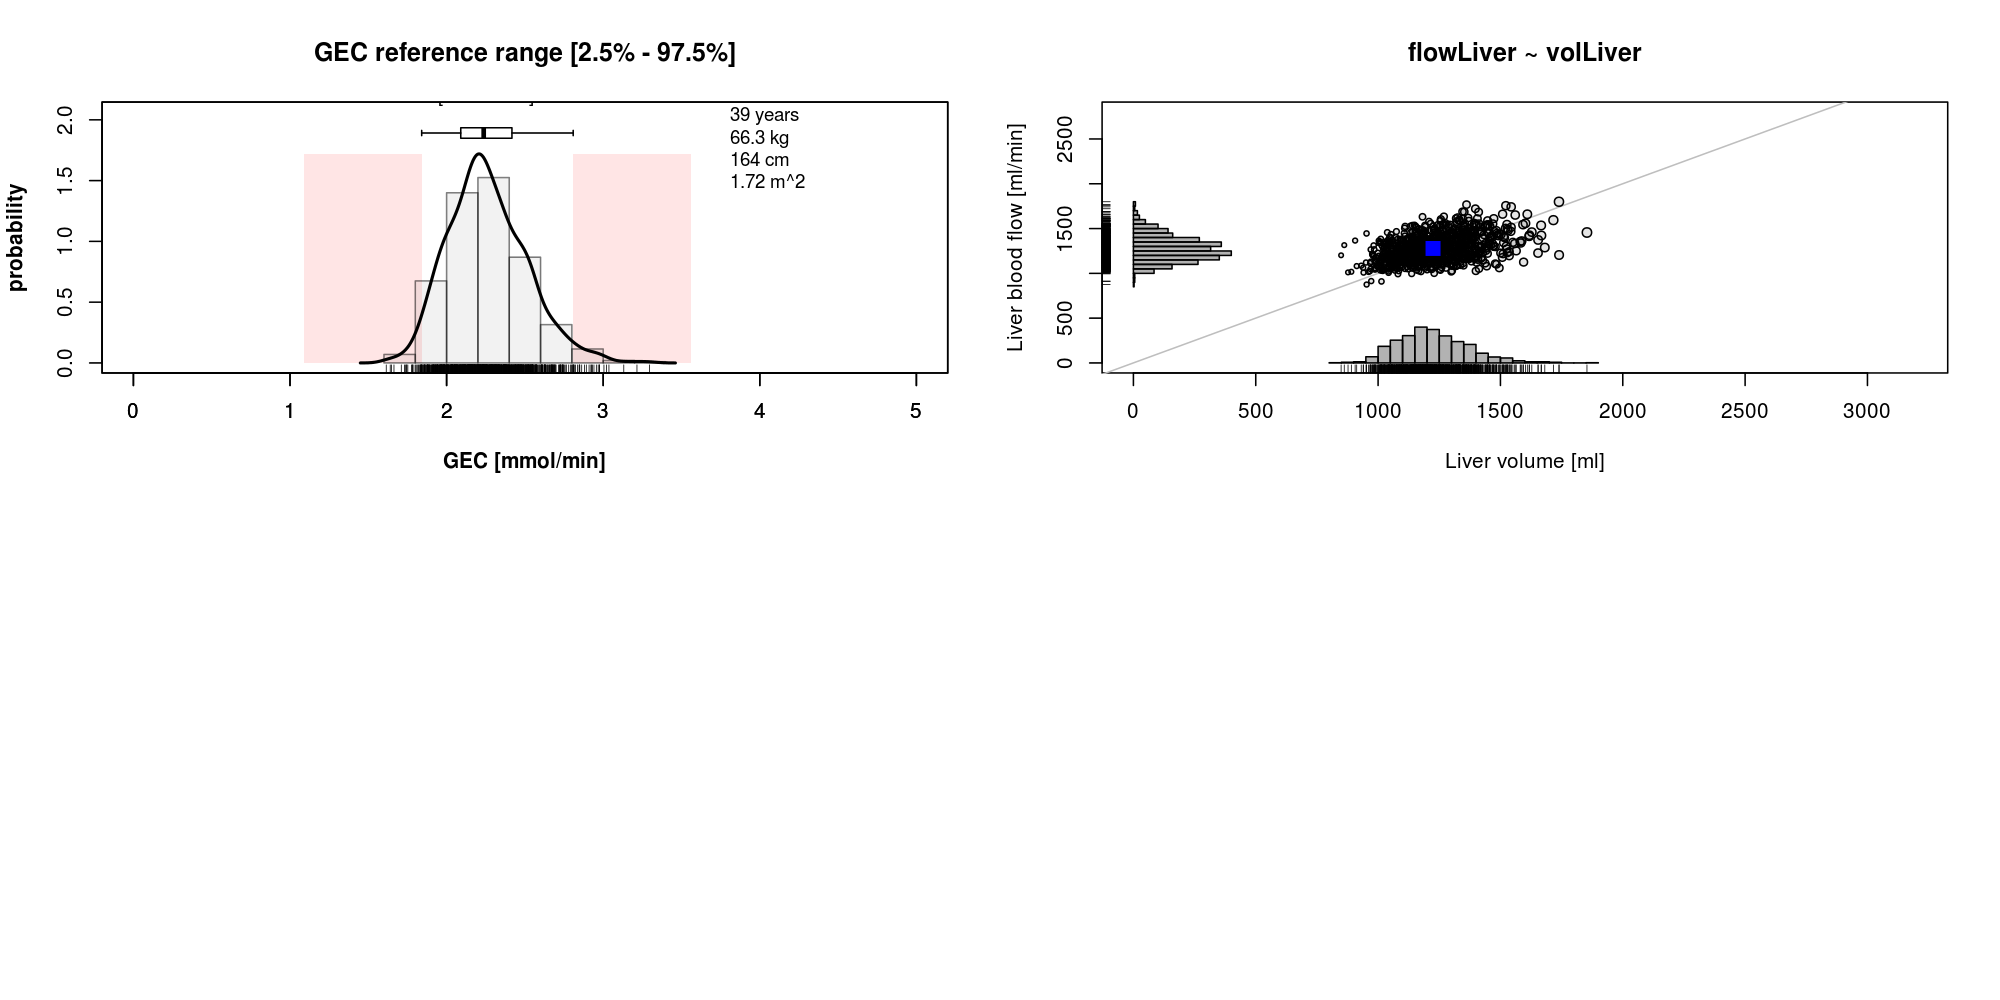 GEC reference range [2.5% - 97.5%]
39 years
66.3 kg
164 cm
1.72 m^2
probability
0.0 0.5 1.0 1.5 2.0
0 1 2 3 4 5
GEC [mmol/min]
flowLiver ~ volLiver
Liver blood flow [ml/min]
0 500 1500 2500
0 500 1000 1500 2000 2500 3000
Liver volume [ml]